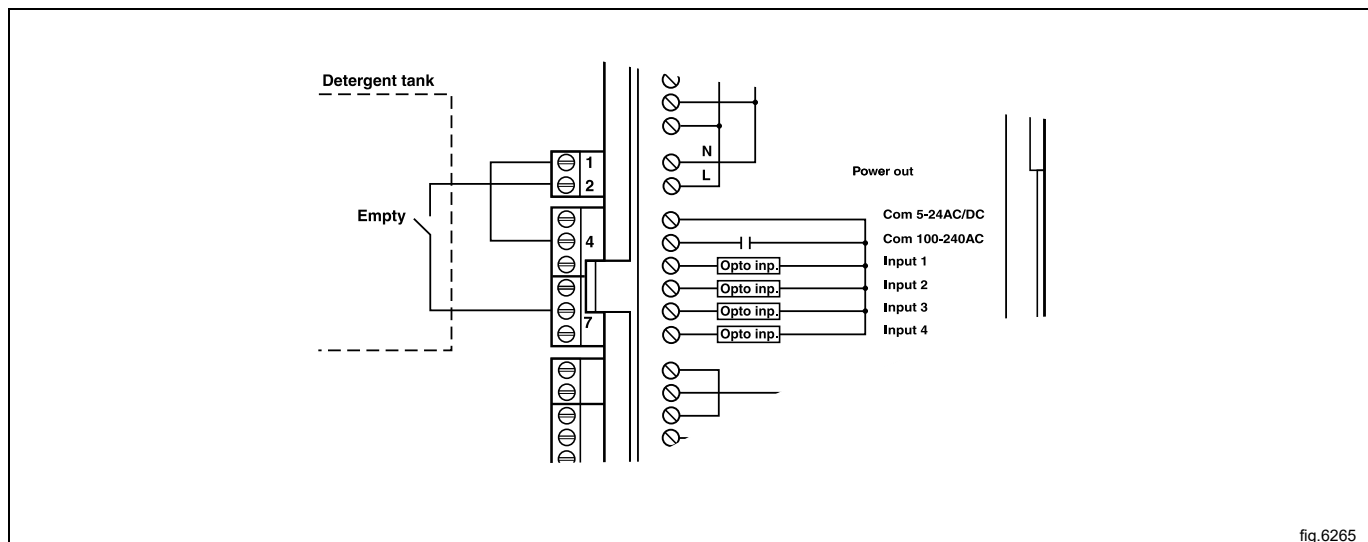 Detergent tank
Empty
1
2
4
7
N
L
Power out
Com 5-24AC/DC
Com 100-240AC
Opto inp. Input 1
Opto inp. Input 2
Opto inp. Input 3
Opto inp. Input 4
fig.6265